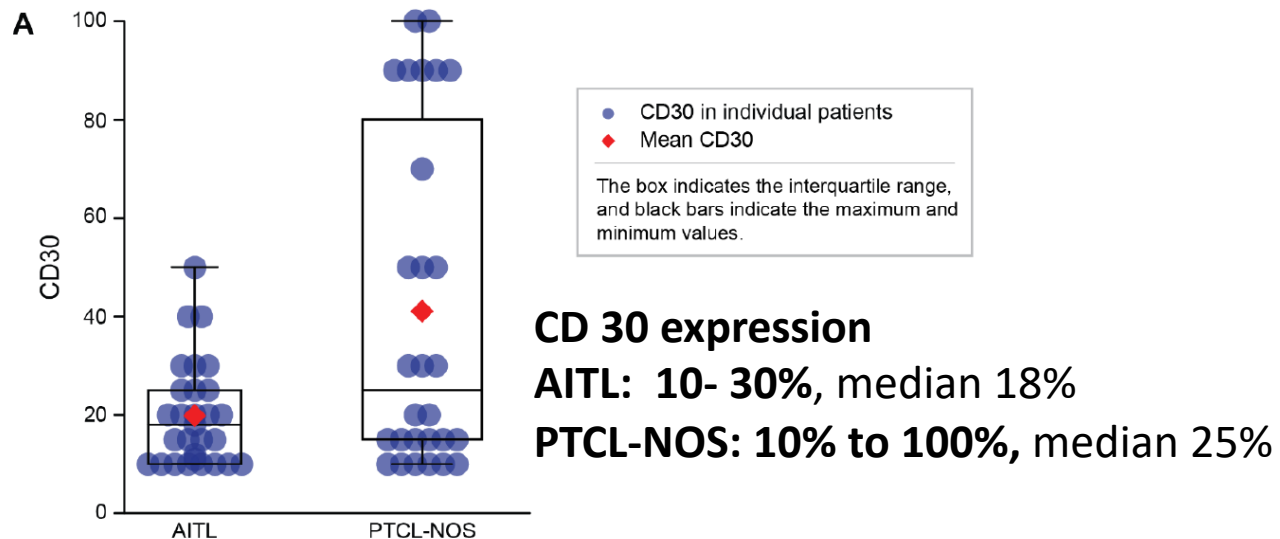 A
100
80
60
40
20
0
CD30
AITL
PTCL-NOS
CD30 in individual patients
Mean CD30
The box indicates the interquartile range,
and black bars indicate the maximum and
minimum values.
CD 30 expression
AITL: 10- 30%, median 18%
PTCL-NOS: 10% to 100%, median 25%